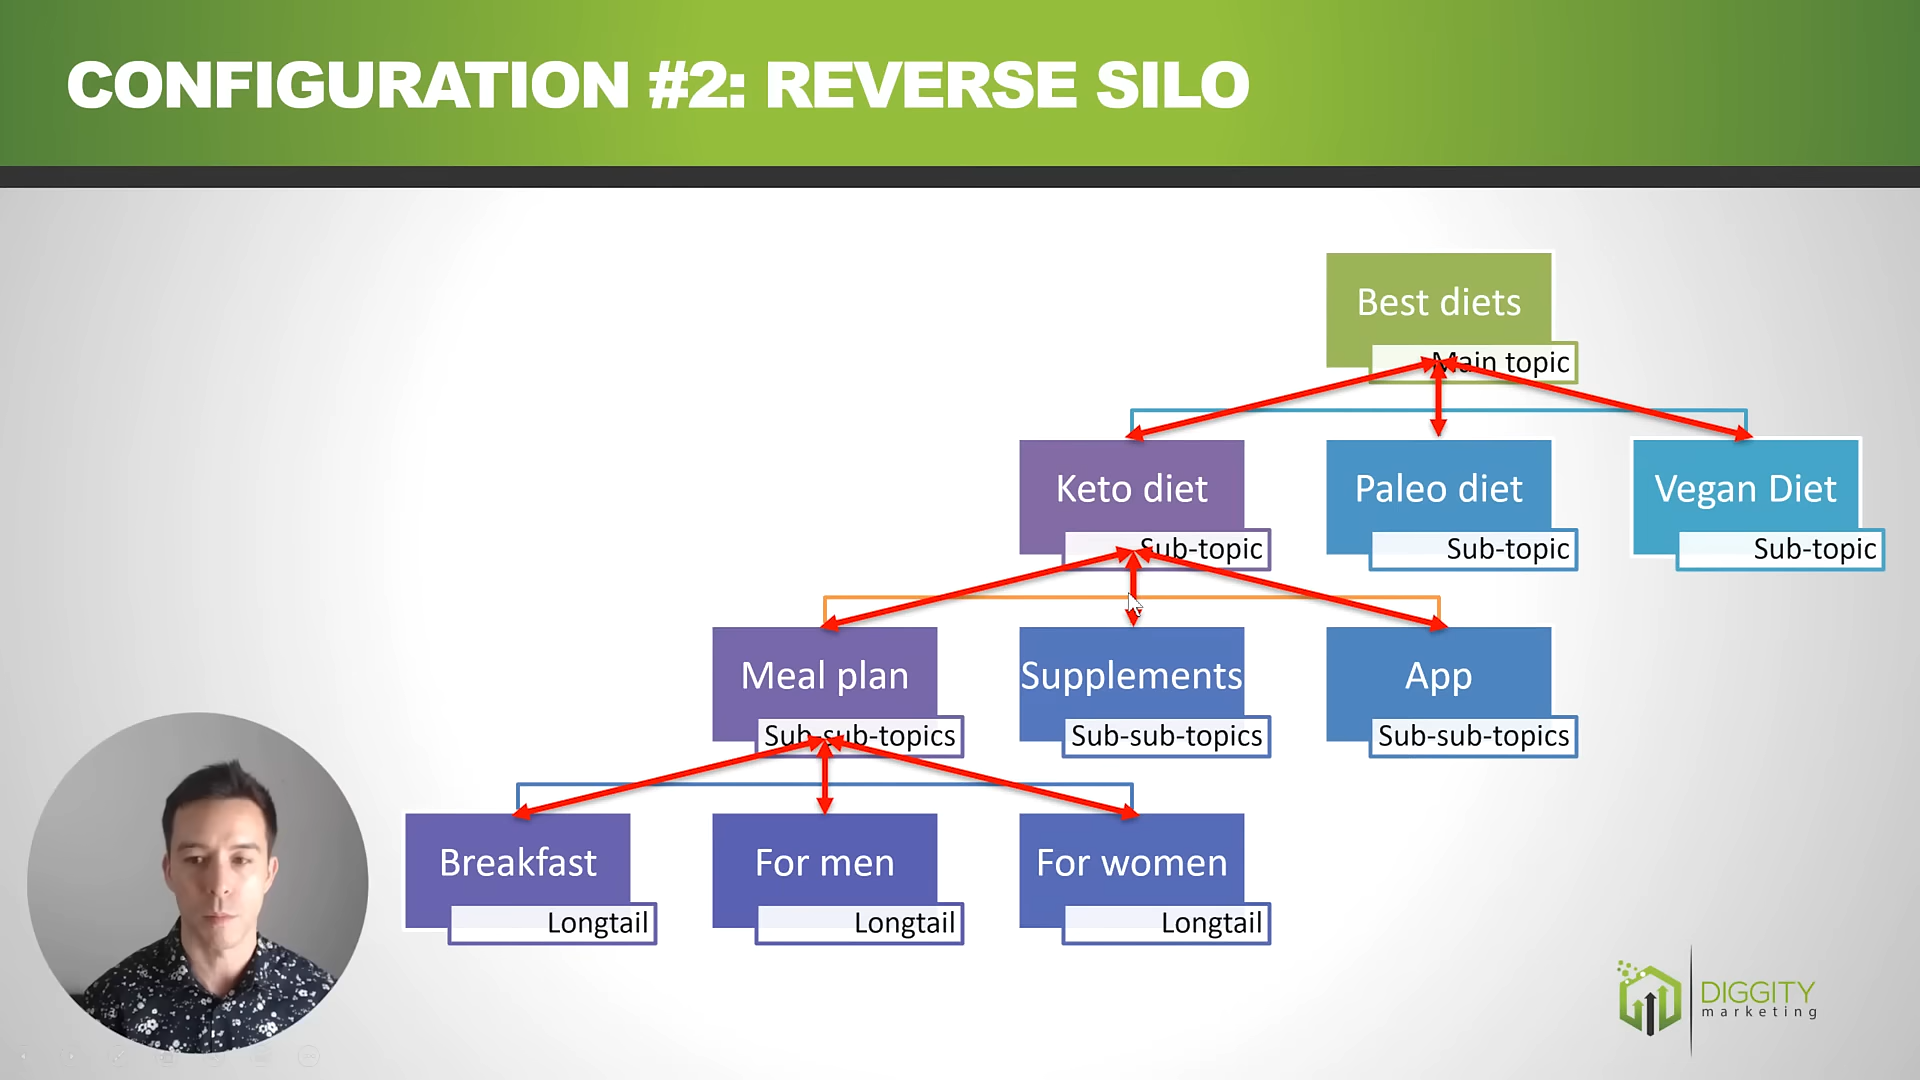 CONFIGURATION #2: REVERSE SILO
Best diets
Main topic
Keto diet
Sub-topic
Paleo diet
Sub-topic
Vegan Diet
Sub-topic
Meal plan
Sub-sub-topics
Supplements
Sub-sub-topics
App
Sub-sub-topics
Breakfast
Longtail
For men
Longtail
For women
Longtail
DIGGITY
marketing